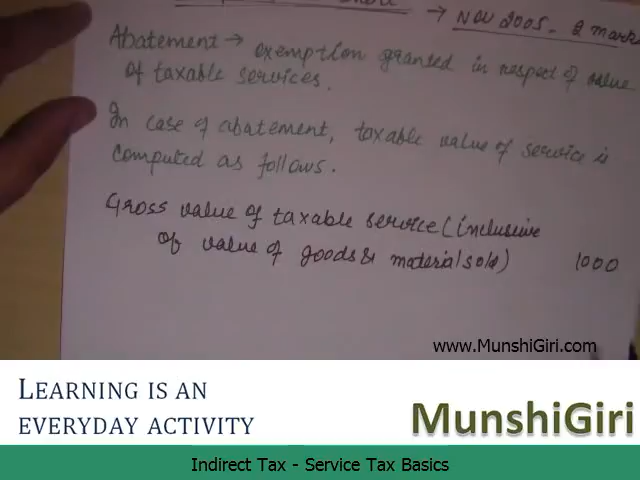 → NOV 2005 - 2 mark
Abatement → exemption granted in respect of value
of taxable services.
In case of abatement, taxable value of service is
computed as follows.
Gross value of taxable service (inclusive
of value of goods & material sold) 1000
www.MunshiGiri.com
LEARNING IS AN
EVERYDAY ACTIVITY
MunshiGiri
Indirect Tax - Service Tax Basics